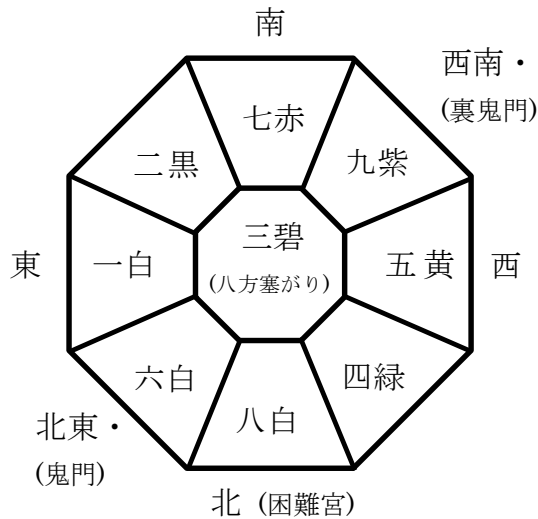 南
西南・
(裏鬼門)
七赤
二黒
九紫
三碧
(八方塞がり)
東
一白
五黄
西
六白
四緑
八白
北東・
(鬼門)
北 (困難宮)